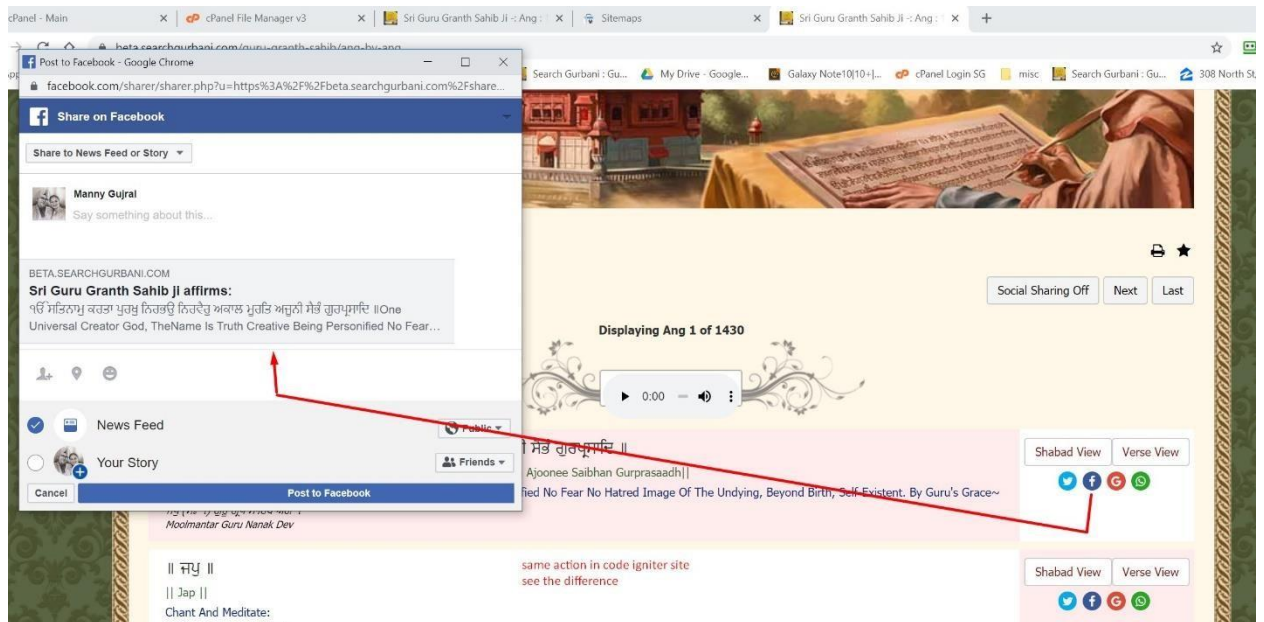 cPanel - Main
cPanel File Manager v3
Sri Guru Granth Sahib Ji -: Ang :
Sitemaps
Sri Guru Granth Sahib Ji -: Ang :
beta.searchgurbani.com/guru-granth-sahib/ang-by-ang
Search Gurbani : Gu...
My Drive - Google...
Galaxy Note10|10+|...
cPanel Login SG
misc
Search Gurbani : Gu...
308 North St,
Post to Facebook - Google Chrome
facebook.com/sharer/sharer.php?u=https%3A%2F%2Fbeta.searchgurbani.com%2Fshare...
Share on Facebook
Share to News Feed or Story
Manny Gujral
Say something about this...
BETA.SEARCHGURBANI.COM
Sri Guru Granth Sahib ji affirms:
ੴ ਸਤਿਨਾਮੁ ਕਰਤਾ ਪੁਰਖੁ ਨਿਰਭਉ ਨਿਰਵੈਰੁ ਅਕਾਲ ਮੂਰਤਿ ਅਜੂਨੀ ਸੈਭੰ ਗੁਰਪ੍ਰਸਾਦਿ ॥One
Universal Creator God, TheName Is Truth Creative Being Personified No Fear...
News Feed
Public
Your Story
Friends
Cancel
Post to Facebook
Social Sharing Off
Next
Last
Displaying Ang 1 of 1430
0:00
ਸੈਭੰ ਗੁਰਪ੍ਰਸਾਦਿ ॥
Ajoonee Saibhan Gurprasaadh||
fied No Fear No Hatred Image Of The Undying, Beyond Birth, Self-Existent. By Guru's Grace~
Moolmantar Guru Nanak Dev
Shabad View
Verse View
॥ ਜਪੁ ॥
|| Jap ||
Chant And Meditate:
same action in code igniter site
see the difference
Shabad View
Verse View